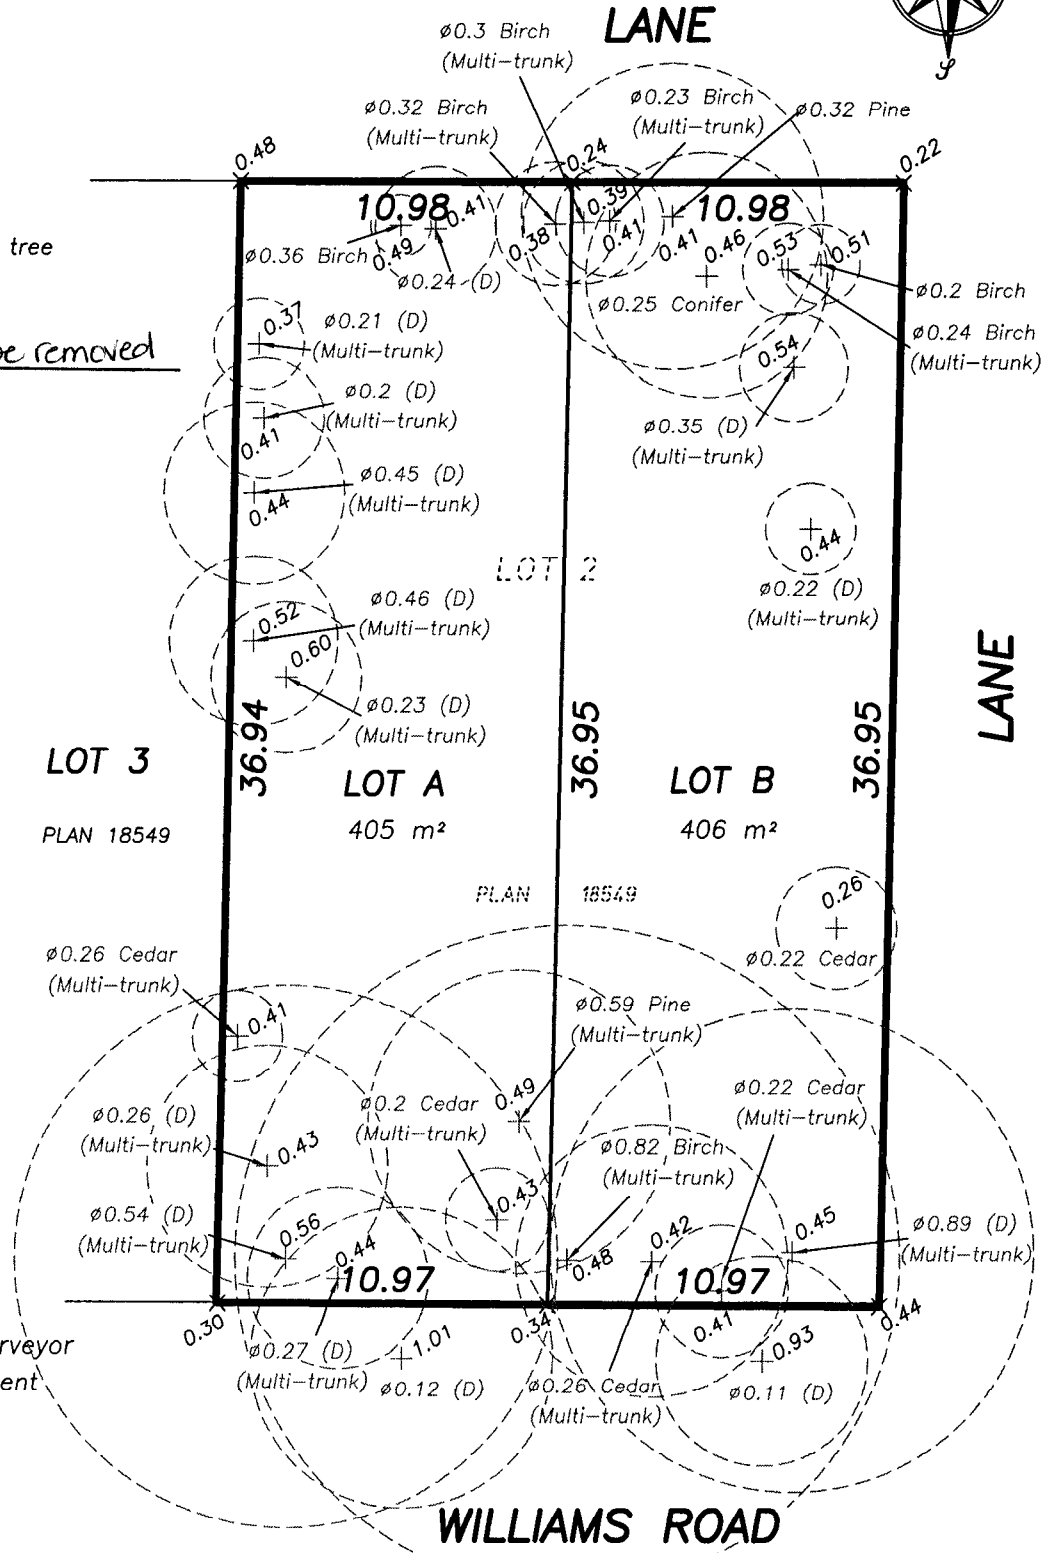 LANE
S
ø0.3 Birch
(Multi-trunk)
ø0.32 Birch
(Multi-trunk)
ø0.23 Birch
(Multi-trunk)
ø0.32 Pine
0.48
0.24
0.22
10.98
10.98
0.41
0.39
0.38
0.41
0.41
0.46
0.53
0.51
tree
ø0.36 Birch
0.49
ø0.24 (D)
ø0.25 Conifer
ø0.2 Birch
ø0.24 Birch
(Multi-trunk)
0.37
ø0.21 (D)
(Multi-trunk)
removed
0.54
ø0.2 (D)
(Multi-trunk)
0.41
ø0.35 (D)
(Multi-trunk)
ø0.45 (D)
(Multi-trunk)
0.44
0.44
LOT 2
ø0.22 (D)
(Multi-trunk)
ø0.46 (D)
(Multi-trunk)
0.52
0.60
ø0.23 (D)
(Multi-trunk)
LANE
36.94
36.95
36.95
LOT 3
PLAN 18549
LOT A
405 m²
LOT B
406 m²
PLAN 18549
0.26
ø0.22 Cedar
ø0.26 Cedar
(Multi-trunk)
0.41
ø0.59 Pine
(Multi-trunk)
0.49
ø0.2 Cedar
(Multi-trunk)
ø0.22 Cedar
(Multi-trunk)
ø0.26 (D)
(Multi-trunk)
0.43
ø0.82 Birch
(Multi-trunk)
0.43
ø0.54 (D)
(Multi-trunk)
0.56
0.44
0.48
0.42
0.45
ø0.89 (D)
(Multi-trunk)
10.97
10.97
0.30
0.34
0.41
0.44
ø0.27 (D)
(Multi-trunk)
1.01
ø0.12 (D)
ø0.26 Cedar
(Multi-trunk)
0.93
ø0.11 (D)
WILLIAMS ROAD